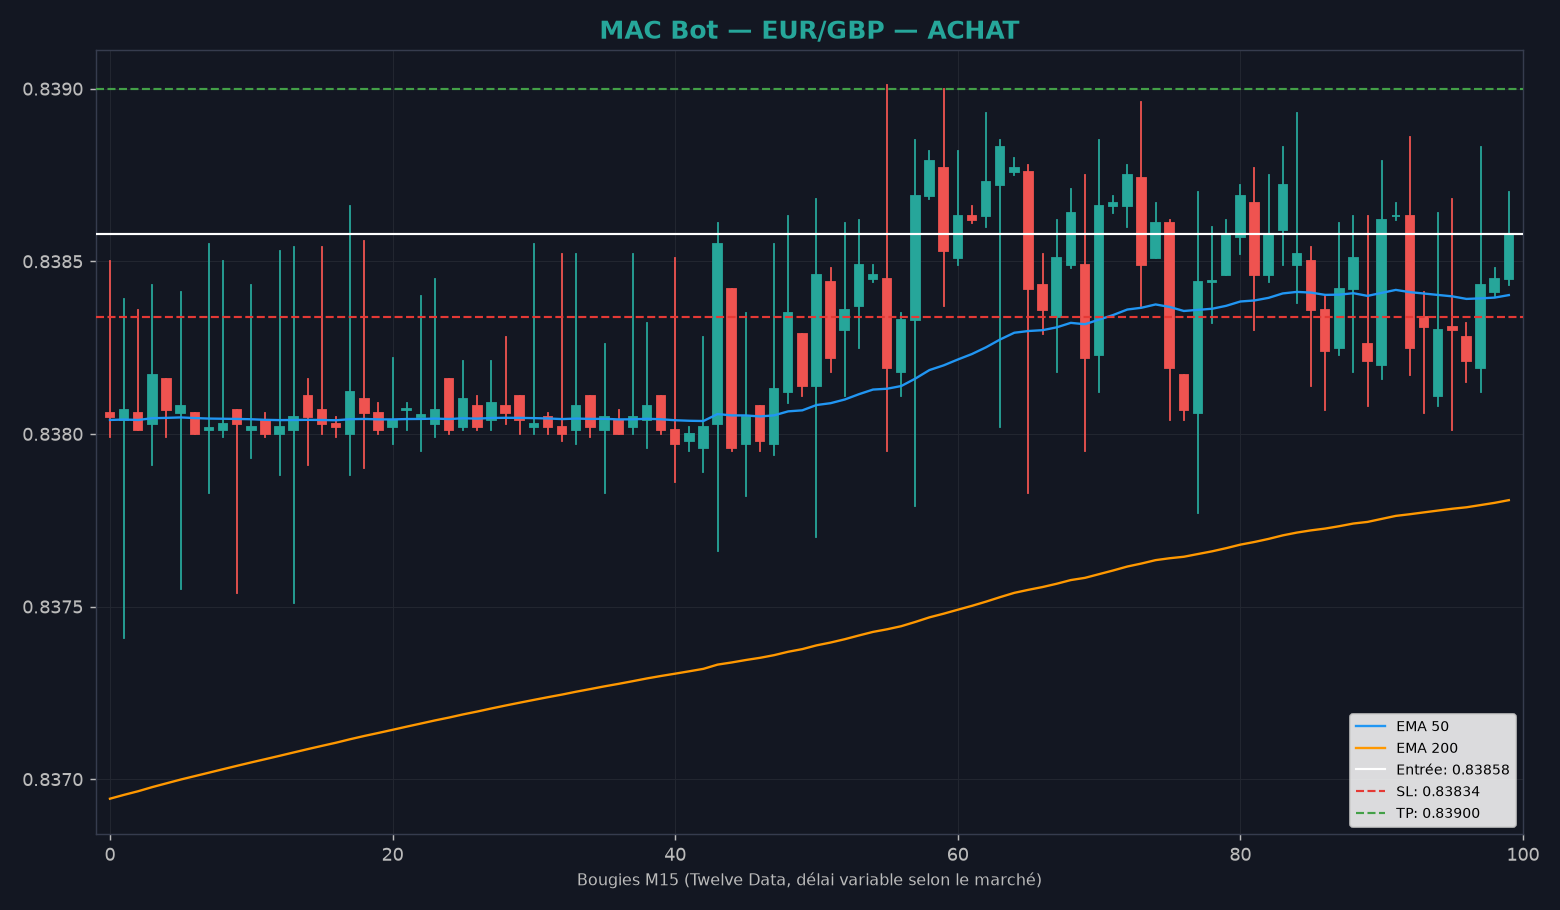 MAC Bot — EUR/GBP — ACHAT
0.8390
0.8385
0.8380
0.8375
0.8370
0 20 40 60 80 100
Bougies M15 (Twelve Data, délai variable selon le marché)
EMA 50
EMA 200
Entrée: 0.83858
SL: 0.83834
TP: 0.83900